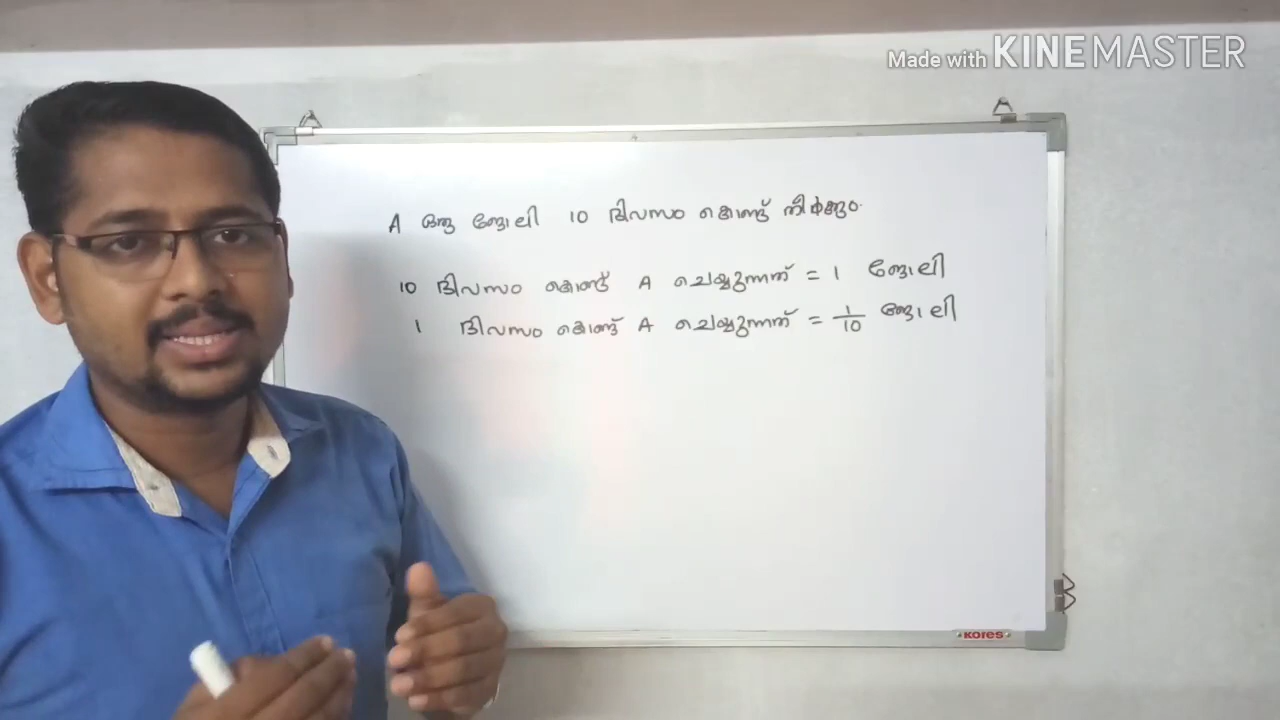 Made with KINEMASTER
A ഒരു ജോലി 10 ദിവസം കൊണ്ട് തീർക്കും.
10 ദിവസം കൊണ്ട് A ചെയ്യുന്നത് = 1 ജോലി
1 ദിവസം കൊണ്ട് A ചെയ്യുന്നത് = 1/10 ജോലി
Kores